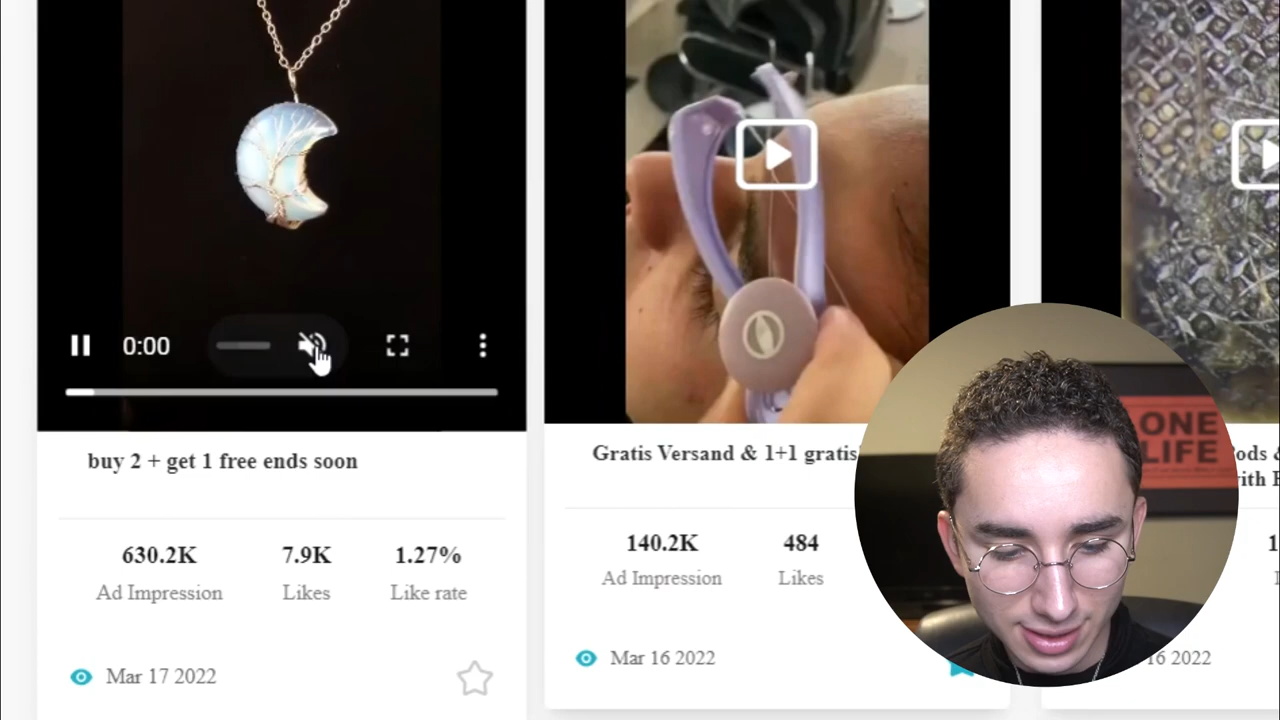 0:00
buy 2 + get 1 free ends soon
630.2K
7.9K
1.27%
Ad Impression
Likes
Like rate
Mar 17 2022
Gratis Versand & 1+1 gratis
140.2K
484
Ad Impression
Likes
Mar 16 2022
ONE
LIFE
16 2022